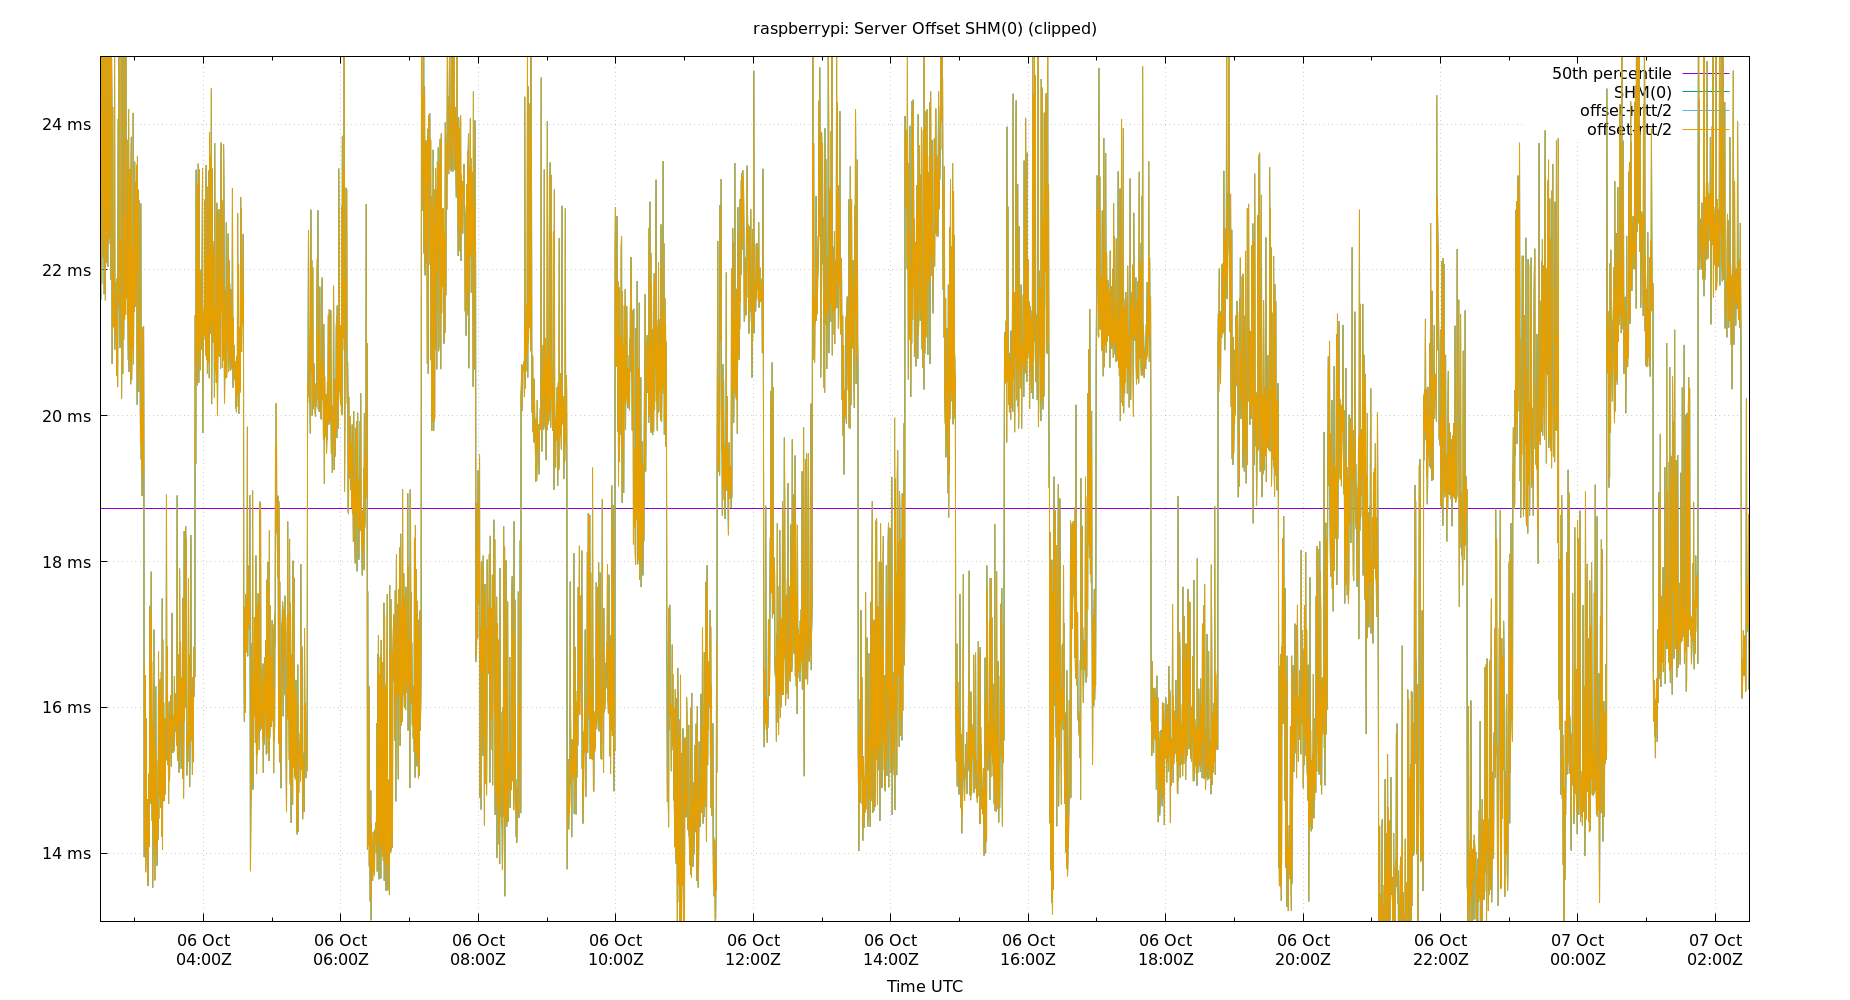 raspberrypi: Server Offset SHM(0) (clipped)
50th percentile
SHM(0)
offset+rtt/2
offset-rtt/2
24 ms
22 ms
20 ms
18 ms
16 ms
14 ms
06 Oct 06 Oct 06 Oct 06 Oct 06 Oct 06 Oct 06 Oct 06 Oct 06 Oct 06 Oct 07 Oct 07 Oct
04:00Z 06:00Z 08:00Z 10:00Z 12:00Z 14:00Z 16:00Z 18:00Z 20:00Z 22:00Z 00:00Z 02:00Z
Time UTC